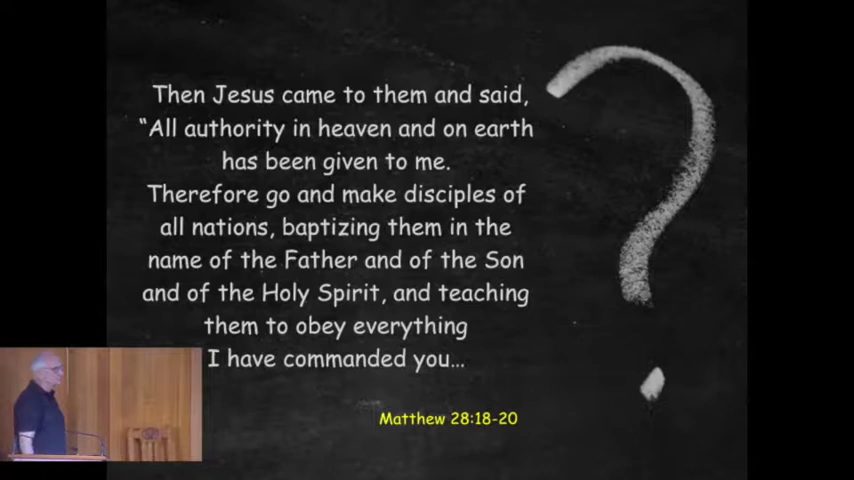 Then Jesus came to them and said,
“All authority in heaven and on earth
has been given to me.
Therefore go and make disciples of
all nations, baptizing them in the
name of the Father and of the Son
and of the Holy Spirit, and teaching
them to obey everything
I have commanded you...
Matthew 28:18-20
?